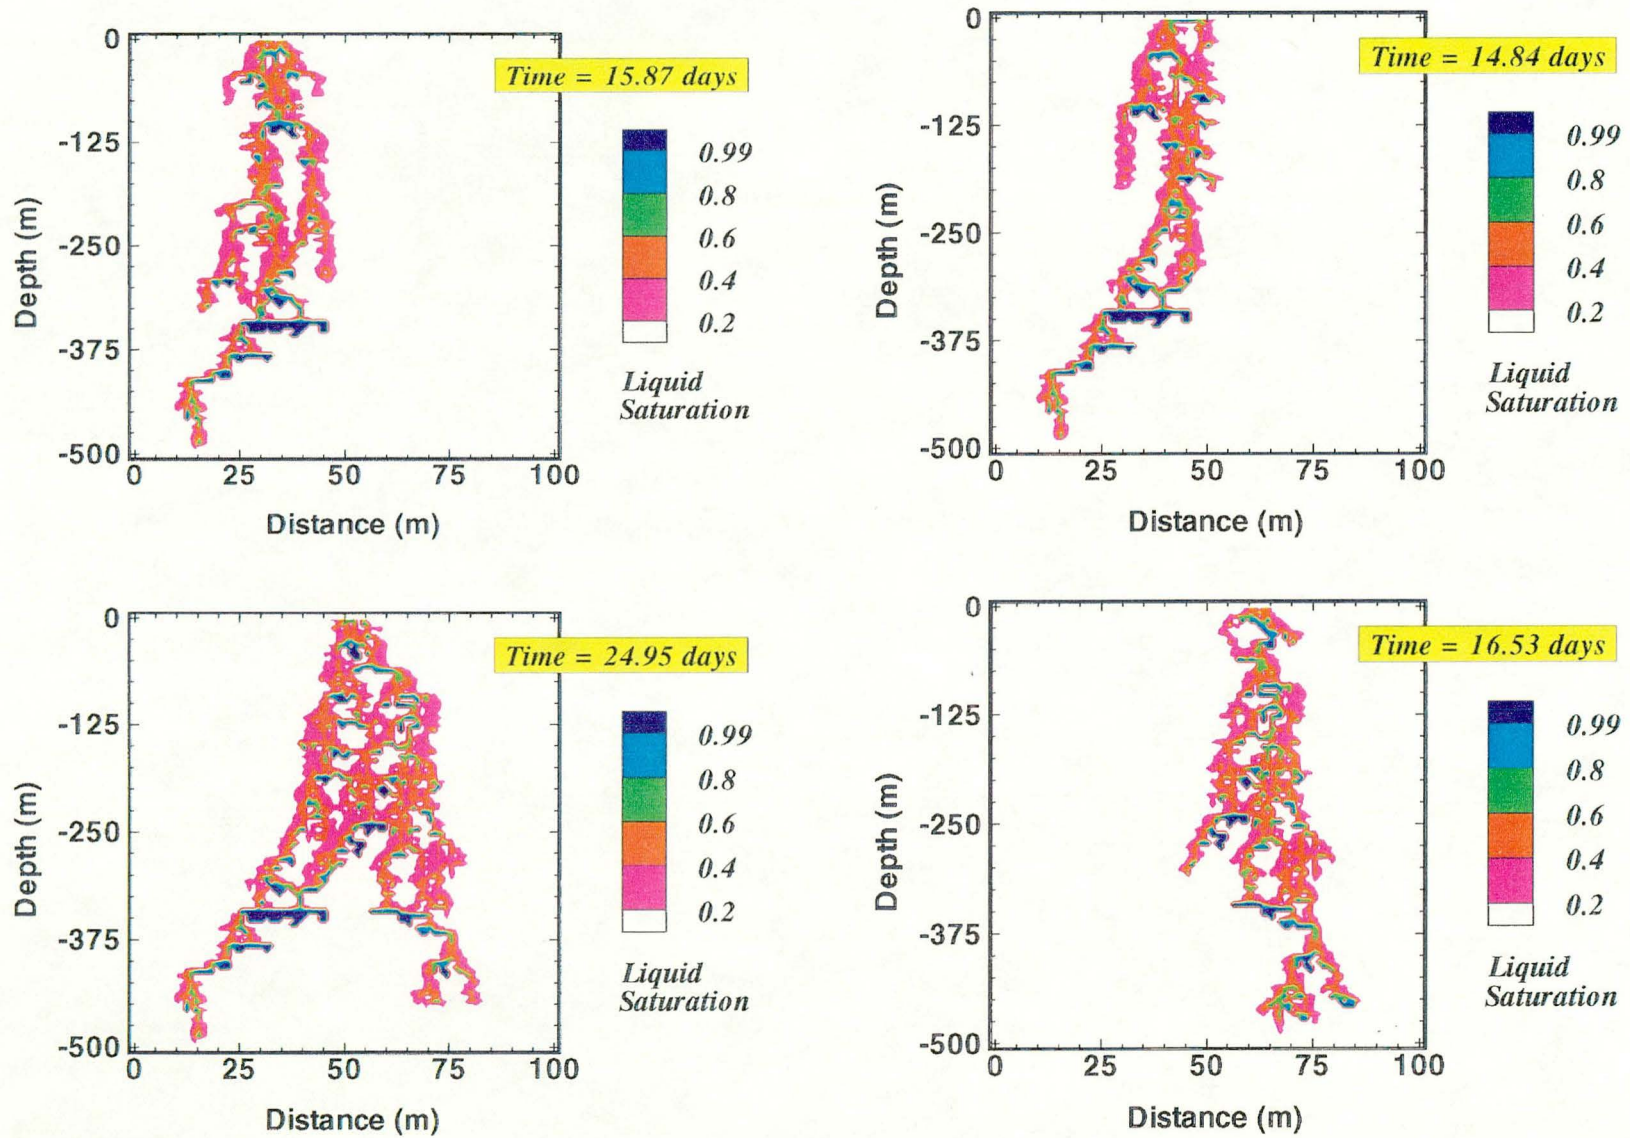 Time = 15.87 days
0
-125
-250
-375
-500
Depth (m)
0 25 50 75 100
Distance (m)
0.99
0.8
0.6
0.4
0.2
Liquid
Saturation
Time = 14.84 days
0
-125
-250
-375
-500
Depth (m)
0 25 50 75 100
Distance (m)
0.99
0.8
0.6
0.4
0.2
Liquid
Saturation
Time = 24.95 days
0
-125
-250
-375
-500
Depth (m)
0 25 50 75 100
Distance (m)
0.99
0.8
0.6
0.4
0.2
Liquid
Saturation
Time = 16.53 days
0
-125
-250
-375
-500
Depth (m)
0 25 50 75 100
Distance (m)
0.99
0.8
0.6
0.4
0.2
Liquid
Saturation